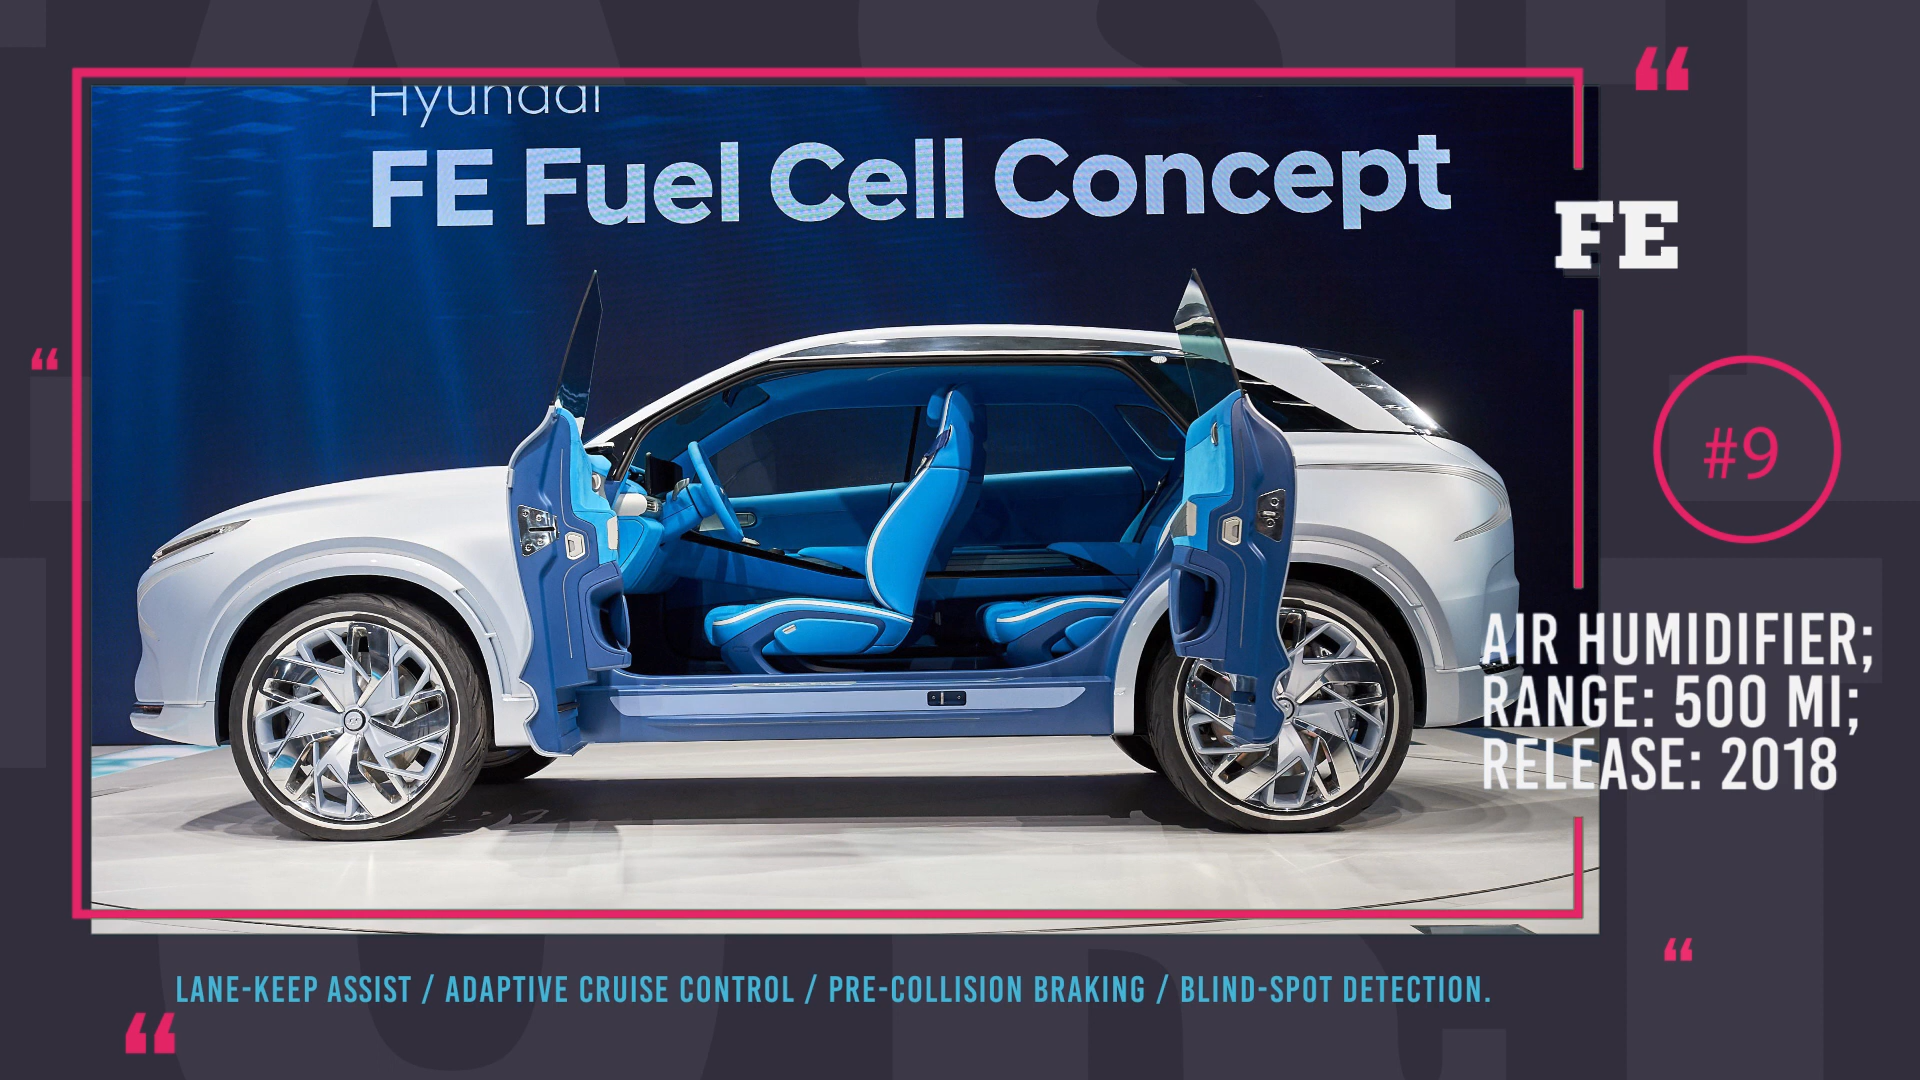 Hyundai
FE Fuel Cell Concept
FE
#9
AIR HUMIDIFIER;
RANGE: 500 MI;
RELEASE: 2018
LANE-KEEP ASSIST / ADAPTIVE CRUISE CONTROL / PRE-COLLISION BRAKING / BLIND-SPOT DETECTION.